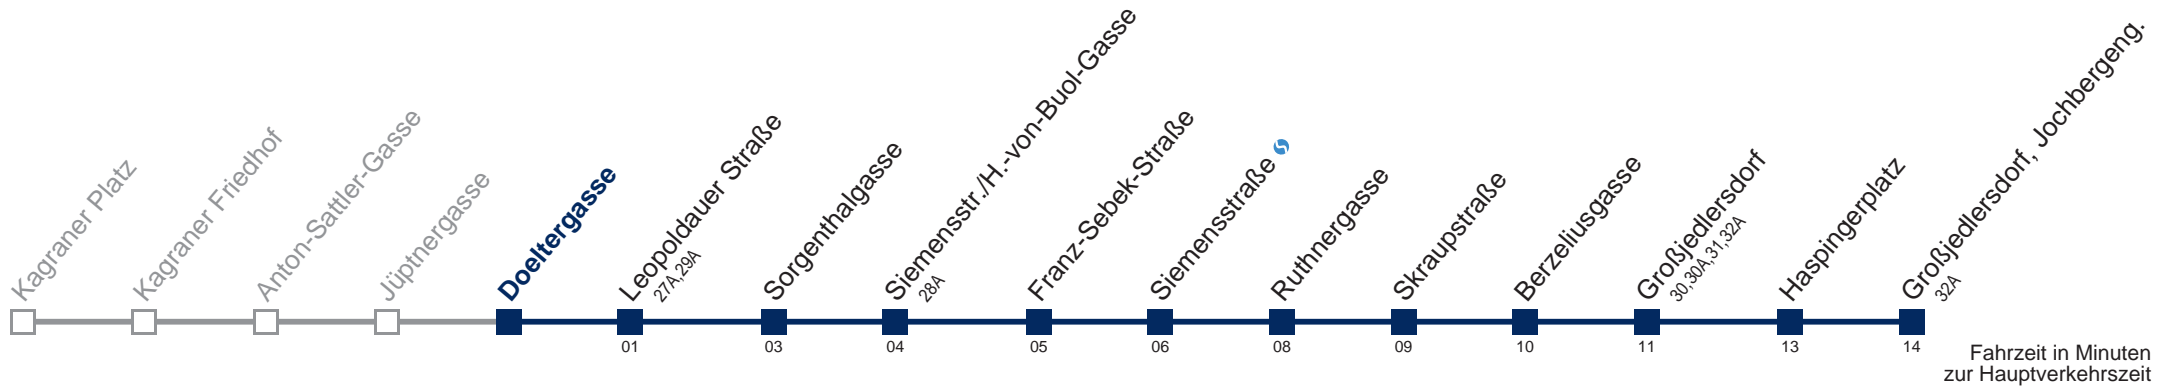 Kagraner Platz
Kagraner Friedhof
Anton-Sattler-Gasse
Jüptnergasse
Doeltergasse
Leopoldauer Straße
27A,29A
Sorgenthalgasse
Siemensstr./H.-von-Buol-Gasse
28A
Franz-Sebek-Straße
Siemensstraße
Ruthnergasse
Skraupstraße
Berzeliusgasse
Großjedlersdorf
30,30A,31,32A
Haspingerplatz
Großjedlersdorf, Jochbergeng.
32A
01 03 04 05 06 08 09 10 11 13 14
Fahrzeit in Minuten
zur Hauptverkehrszeit